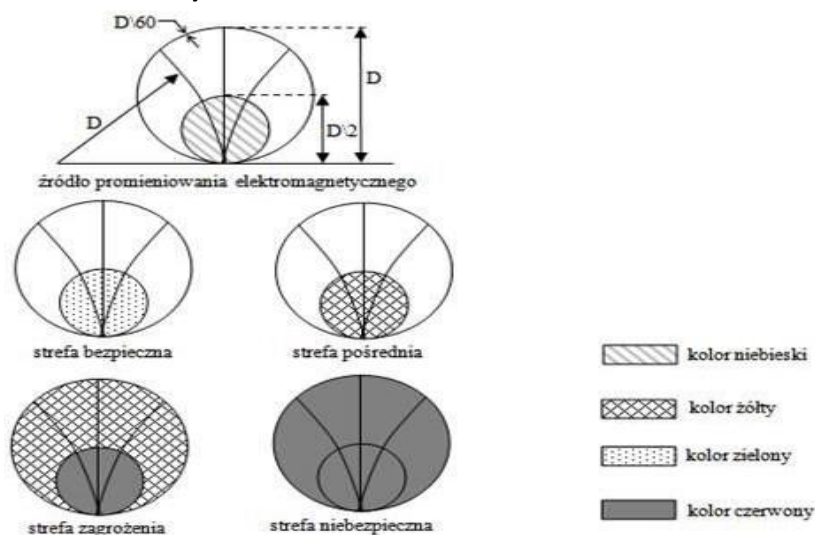 D\60
D
D
D\2
źródło promieniowania elektromagnetycznego
strefa bezpieczna
strefa pośrednia
kolor niebieski
kolor żółty
kolor zielony
kolor czerwony
strefa zagrożenia
strefa niebezpieczna